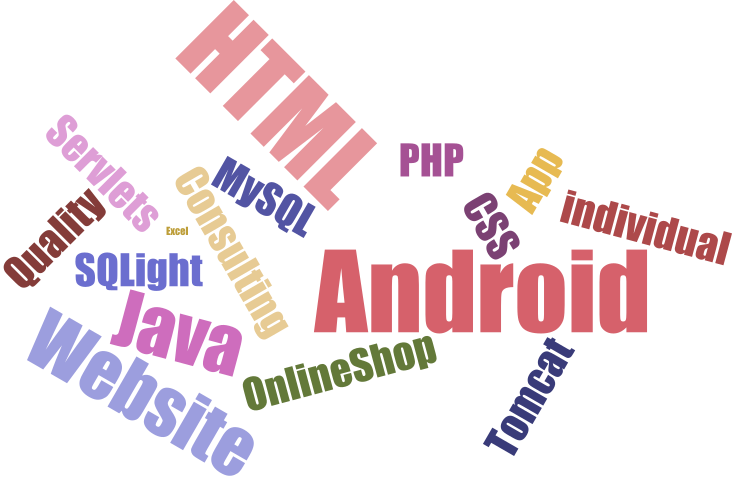 HTML
PHP
App
Servlets
MySQL
Consulting
CSS
individual
Quality
Excel
SQLight
Android
Java
Website
OnlineShop
Tomcat